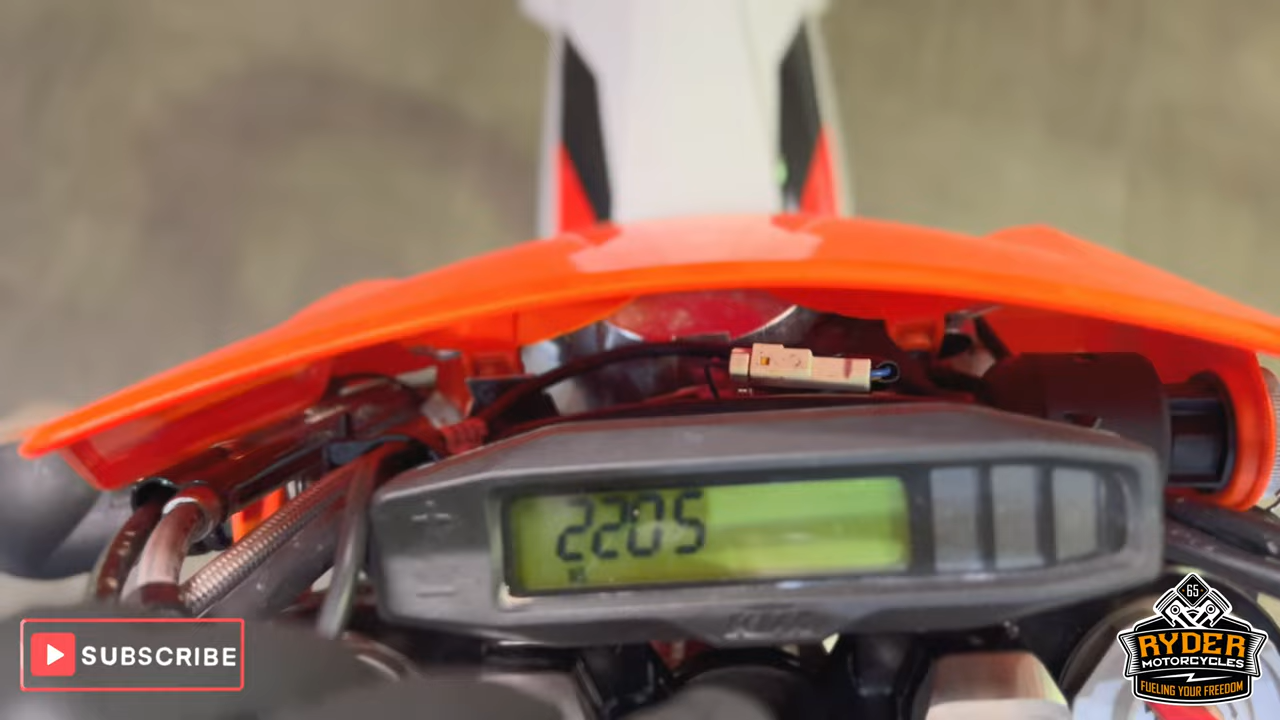 2205
KTM
SUBSCRIBE
65
RYDER
MOTORCYCLES
FUELING YOUR FREEDOM